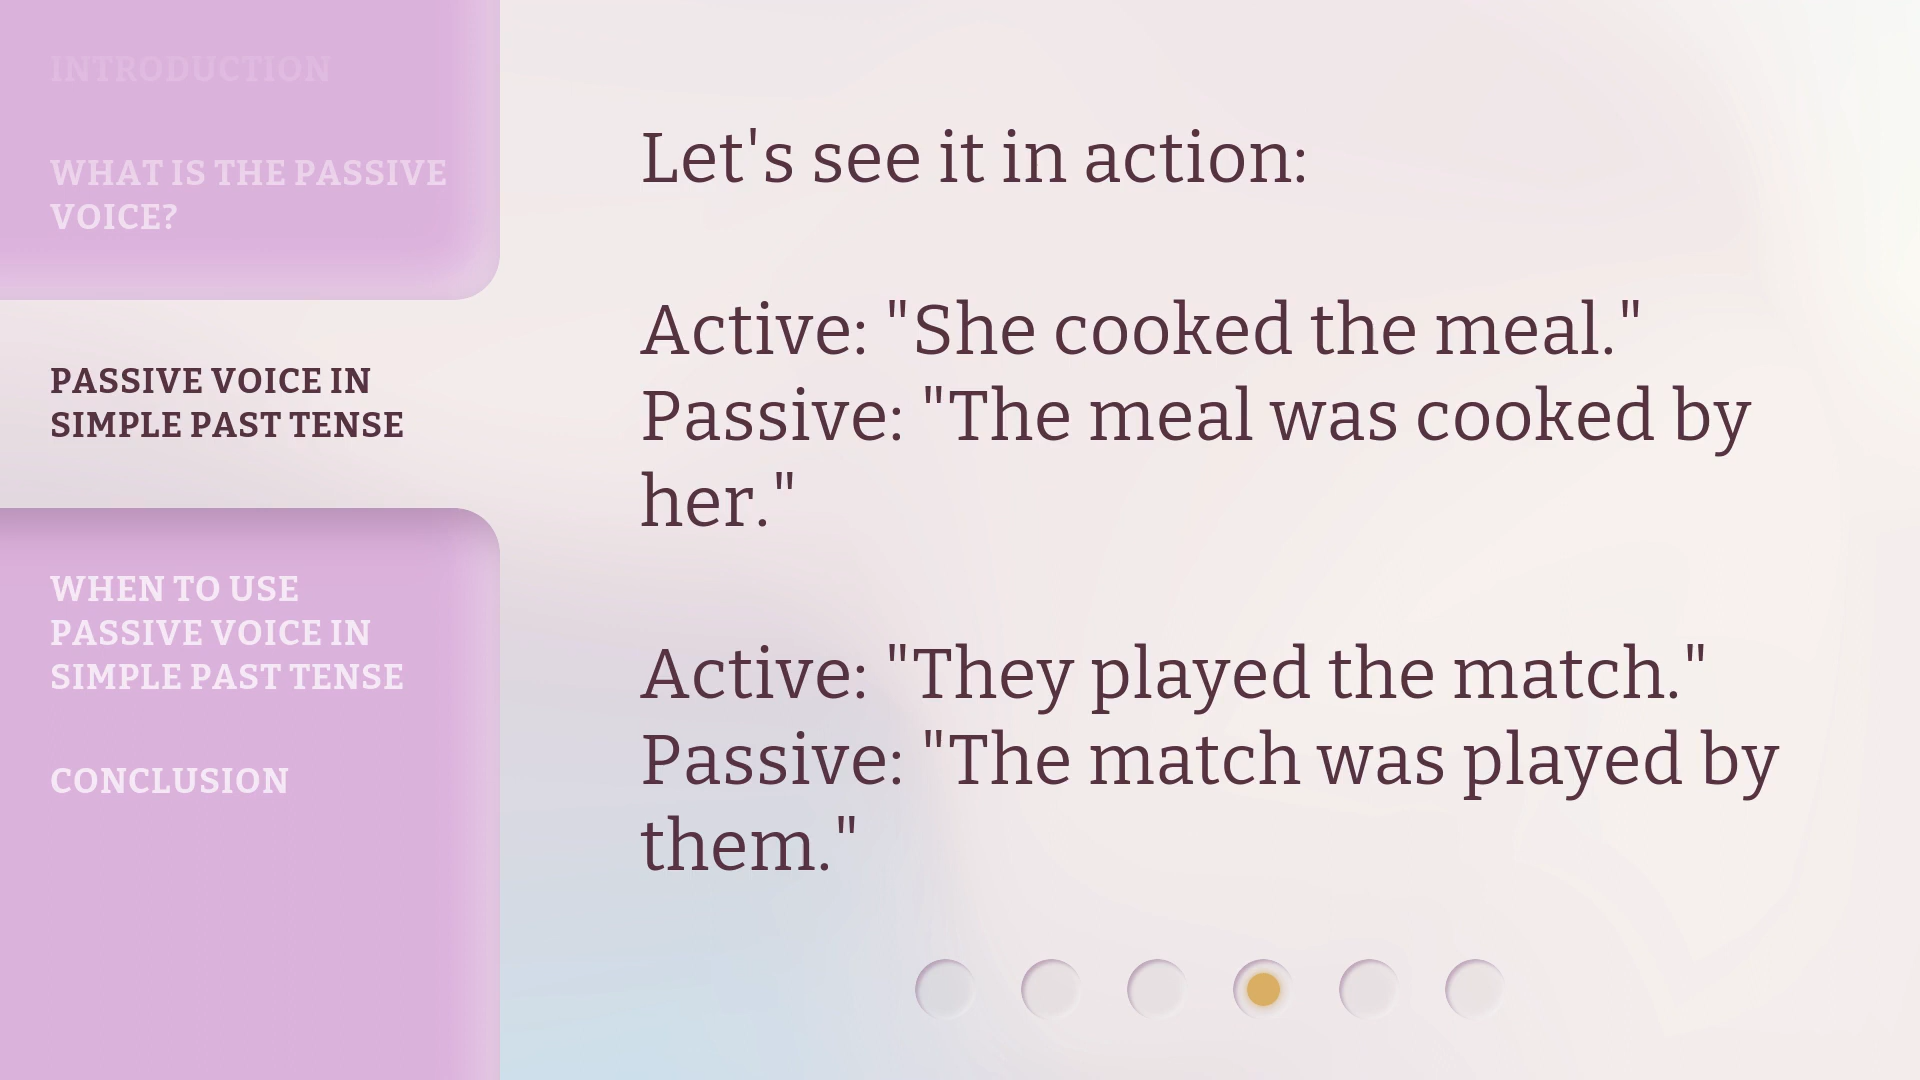 INTRODUCTION
WHAT IS THE PASSIVE
VOICE?
PASSIVE VOICE IN
SIMPLE PAST TENSE
WHEN TO USE
PASSIVE VOICE IN
SIMPLE PAST TENSE
CONCLUSION
Let's see it in action:
Active: "She cooked the meal."
Passive: "The meal was cooked by
her."
Active: "They played the match."
Passive: "The match was played by
them."